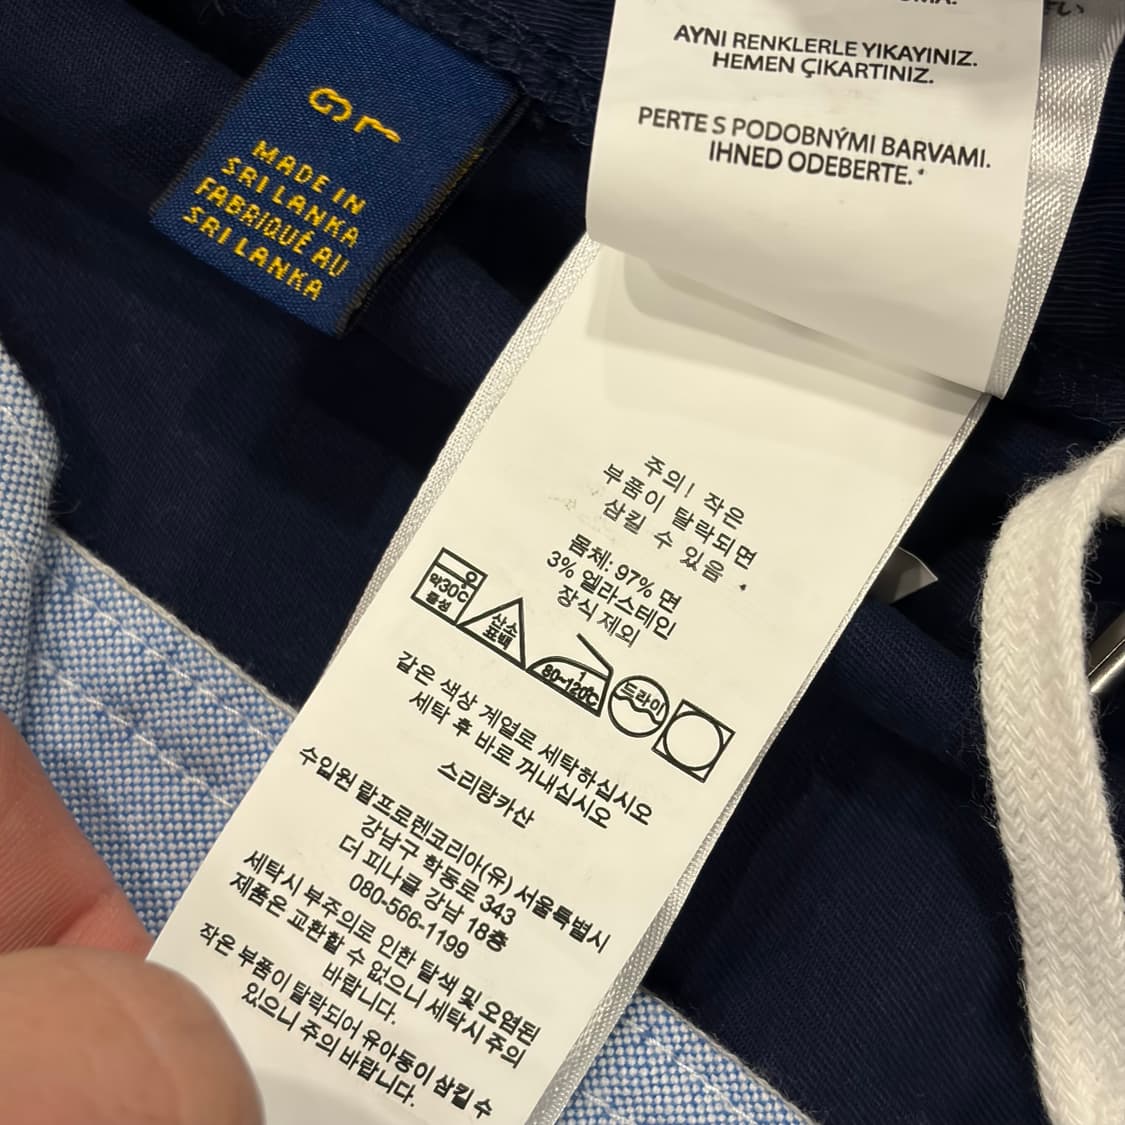 MADE IN
SRI LANKA
FABRIQUÉ AU
SRI LANKA
AYNI RENKLERLE YIKAYINIZ.
HEMEN ÇIKARTINIZ.
PERTE S PODOBNÝMI BARVAMI.
IHNED ODEBERTE.
주의! 작은
부품이 탈락되면
삼킬 수 있음
몸체: 97% 면
3% 엘라스테인
장식 제외
약30℃
중성
산소
표백
1
80~120℃
드라이
같은 색상 계열로 세탁하십시오
세탁 후 바로 꺼내십시오
스리랑카산
수입원 랄프로렌코리아(유) 서울특별시
강남구 학동로 343
더 피나클 강남 18층
080-566-1199
세탁시 부주의로 인한 탈색 및 오염된
제품은 교환할 수 없으니 세탁시 주의
바랍니다.
작은 부품이 탈락되어 유아동이 삼킬 수
있으니 주의 바랍니다.